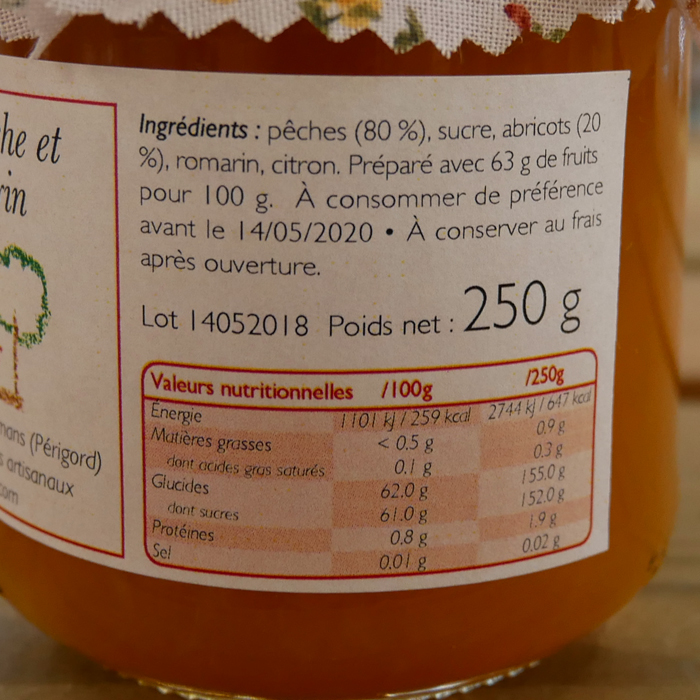 he et
in
mans (Périgord)
artisanaux
com
Ingrédients : pêches (80 %), sucre, abricots (20
%), romarin, citron. Préparé avec 63 g de fruits
pour 100 g. À consommer de préférence
avant le 14/05/2020 • À conserver au frais
après ouverture.
Lot 14052018 Poids net : 250 g
Valeurs nutritionnelles /100g /250g
Énergie 1101 kj / 259 kcal 2744 kj / 647 kcal
Matières grasses < 0.5 g 0.9 g
dont acides gras saturés 0.1 g 0.3 g
Glucides 62.0 g 155.0 g
dont sucres 61.0 g 152.0 g
Protéines 0.8 g 1.9 g
Sel 0.01 g 0.02 g